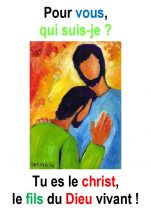 Pour vous,
qui suis-je ?
Tu es le christ,
le fils du Dieu vivant !